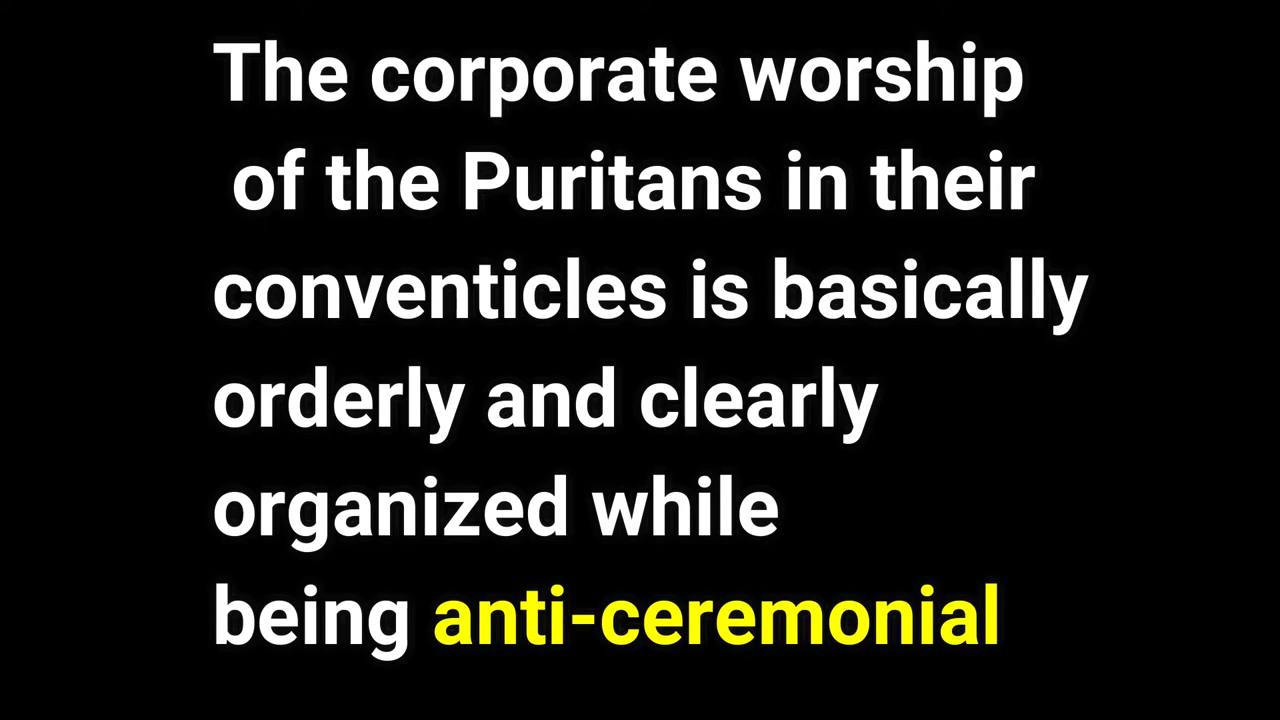 The corporate worship
of the Puritans in their
conventicles is basically
orderly and clearly
organized while
being anti-ceremonial